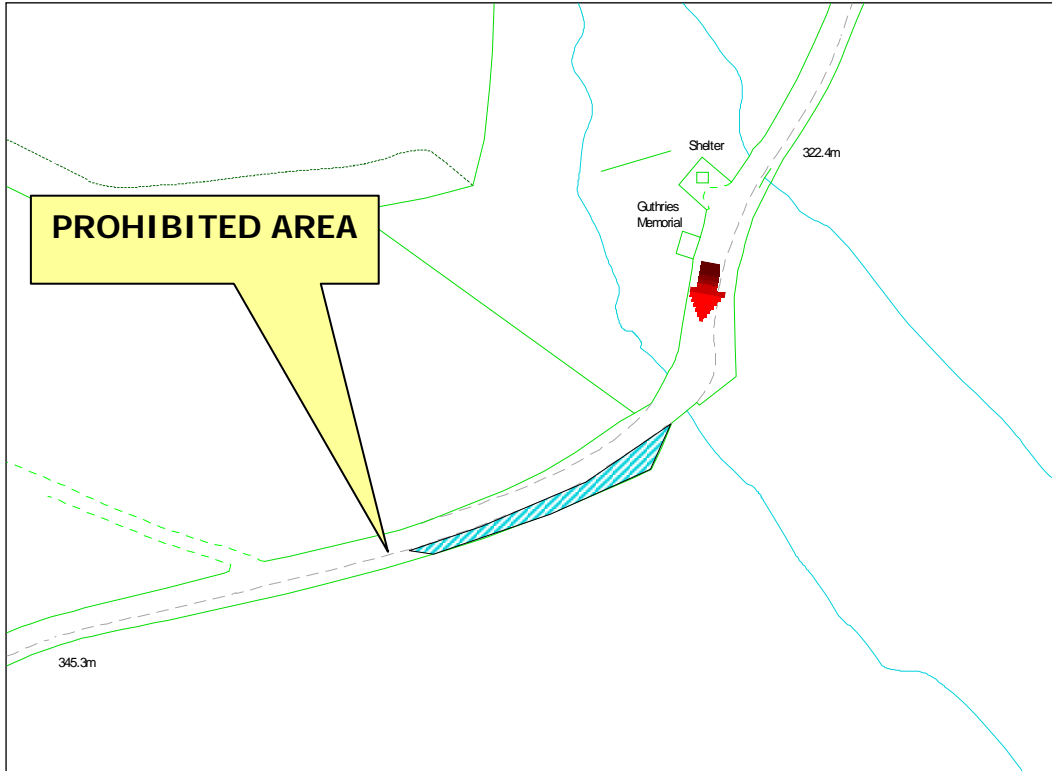 Shelter
322.4m
Guthries
Memorial
PROHIBITED AREA
345.3m